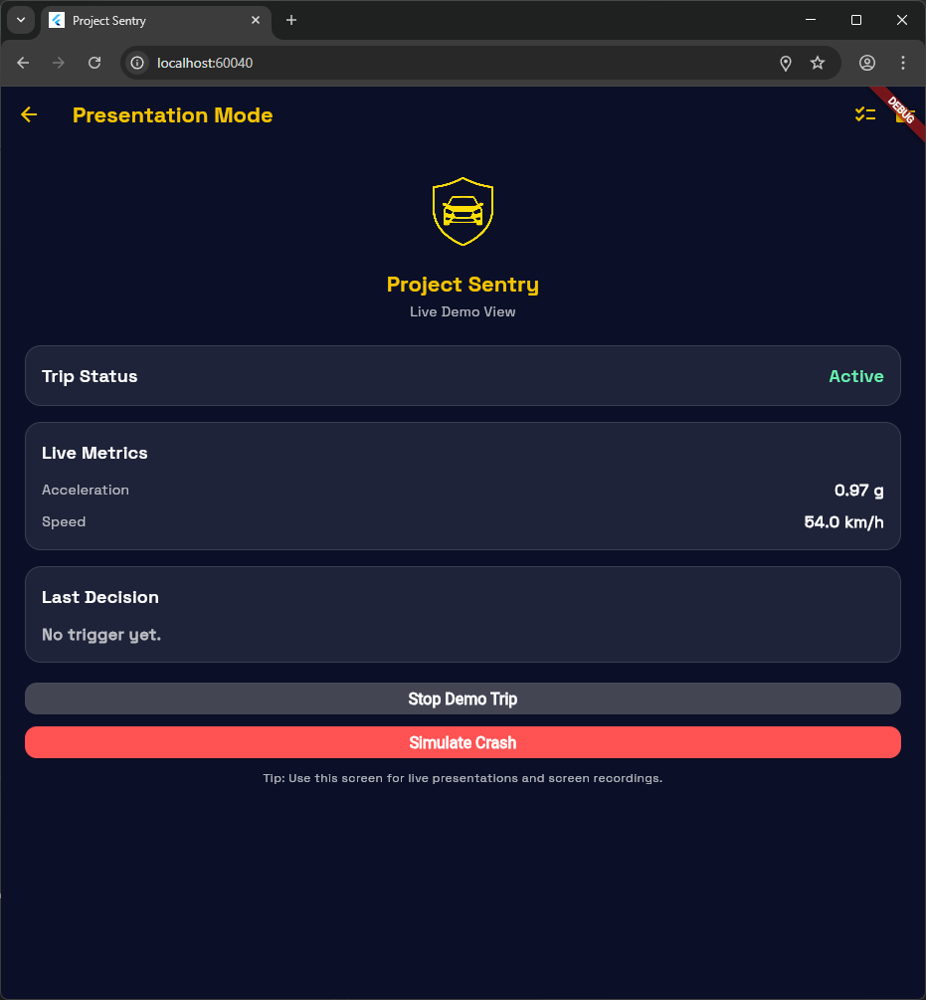 Project Sentry
localhost:60040
Presentation Mode
DEBUG
Project Sentry
Live Demo View
Trip Status
Active
Live Metrics
Acceleration
0.97 g
Speed
54.0 km/h
Last Decision
No trigger yet.
Stop Demo Trip
Simulate Crash
Tip: Use this screen for live presentations and screen recordings.